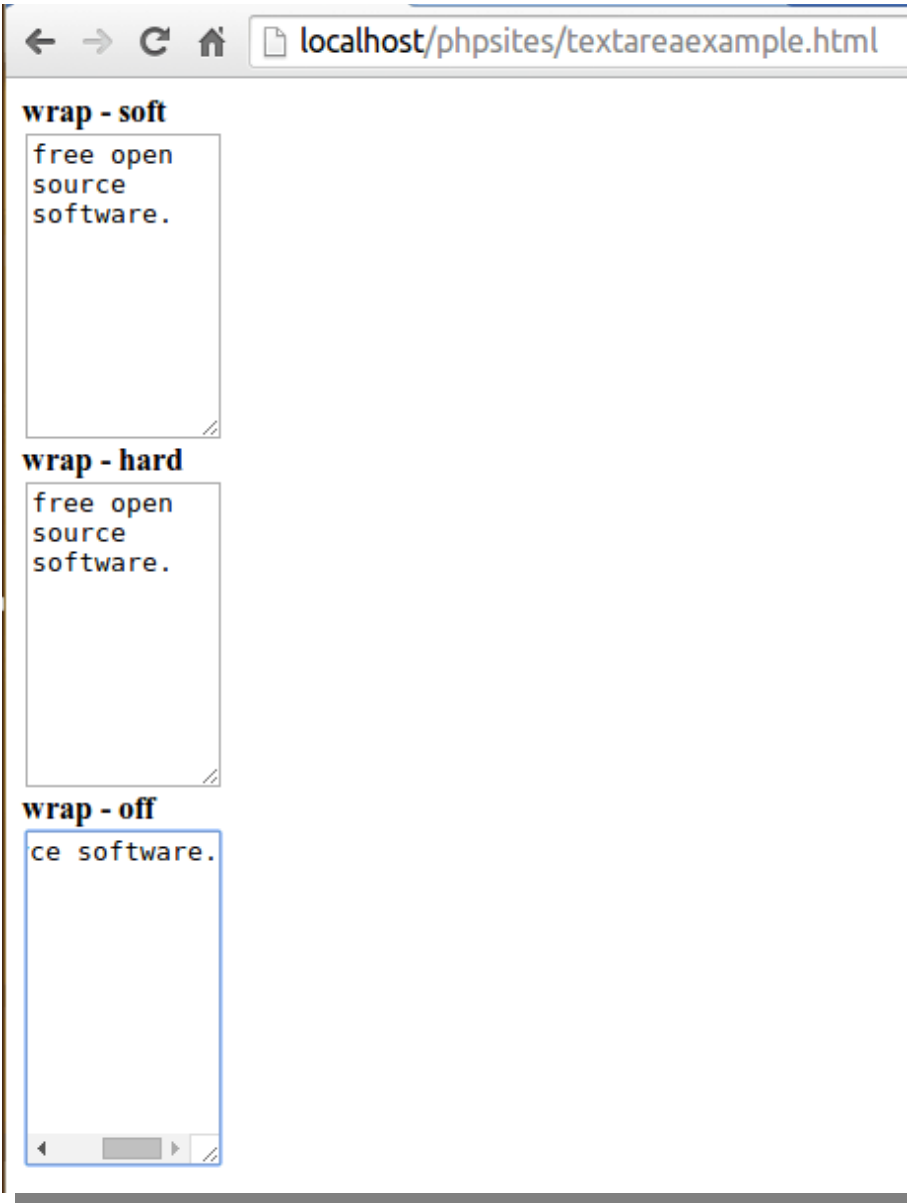 localhost/phpsites/textareaexample.html
wrap - soft
free open
source
software.
wrap - hard
free open
source
software.
wrap - off
ce software.